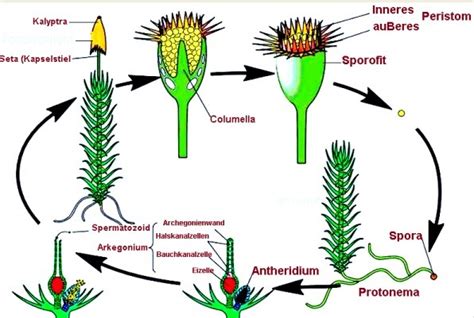 Kalyptra
Seta (Kapselstiel
Columella
Inneres
auBeres
Peristom
Sporofit
Spora
Protonema
Spermatozoid
Arkegonium
Archegonienwand
Halskanalzellen
Bauchkanalzelle
Eizelle
Antheridium